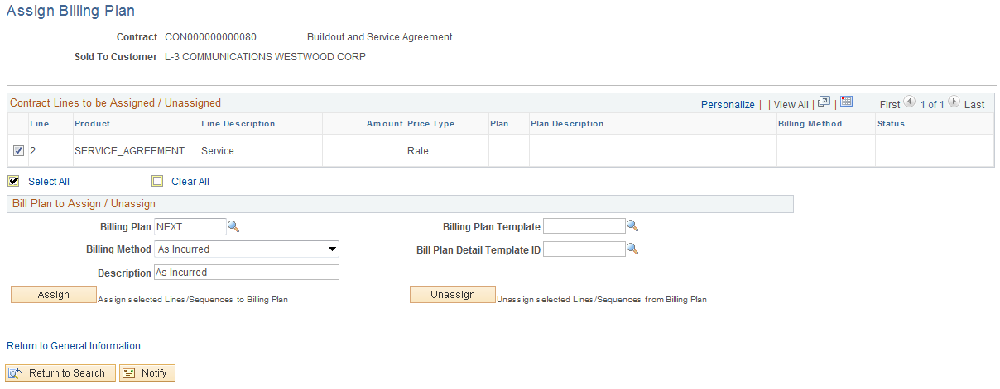 Assign Billing Plan
Contract CON000000000080 Buildout and Service Agreement
Sold To Customer L-3 COMMUNICATIONS WESTWOOD CORP
Contract Lines to be Assigned / Unassigned Personalize | | View All | | First 1 of 1 Last
Line Product Line Description Amount Price Type Plan Plan Description Billing Method Status
2 SERVICE_AGREEMENT Service Rate
Select All Clear All
Bill Plan to Assign / Unassign
Billing Plan NEXT Billing Plan Template
Billing Method As Incurred Bill Plan Detail Template ID
Description As Incurred
Assign Assign selected Lines/Sequences to Billing Plan Unassign Unassign selected Lines/Sequences from Billing Plan
Return to General Information
Return to Search Notify